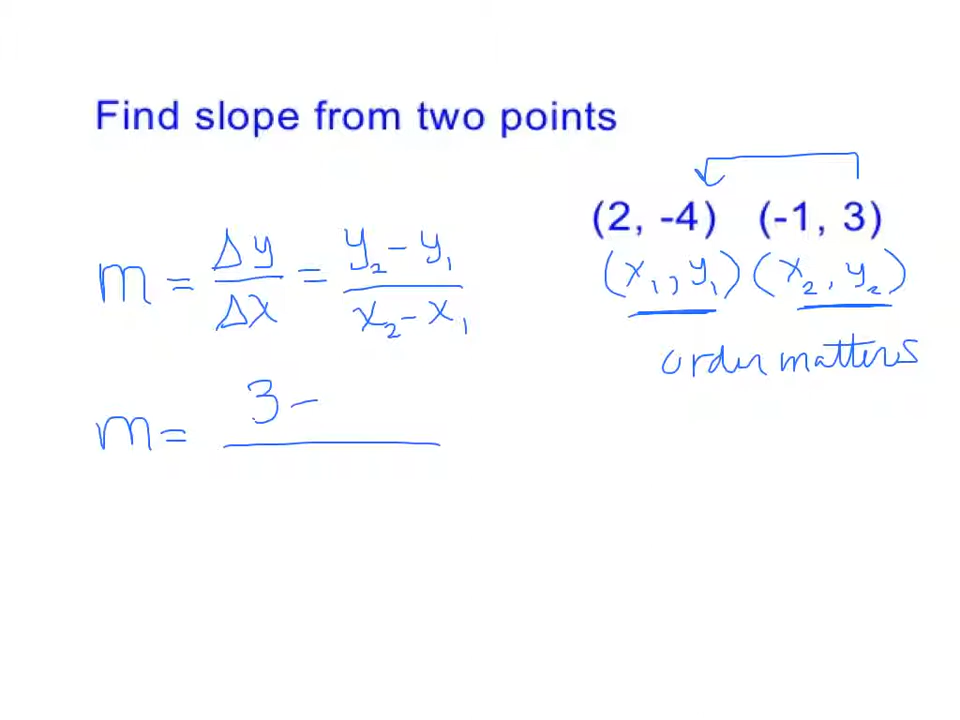 Find slope from two points
(2, -4) (-1, 3)
m = Δy/Δx = y₂ - y₁ / x₂ - x₁
(x₁, y₁) (x₂, y₂)
order matters
m = 3 -